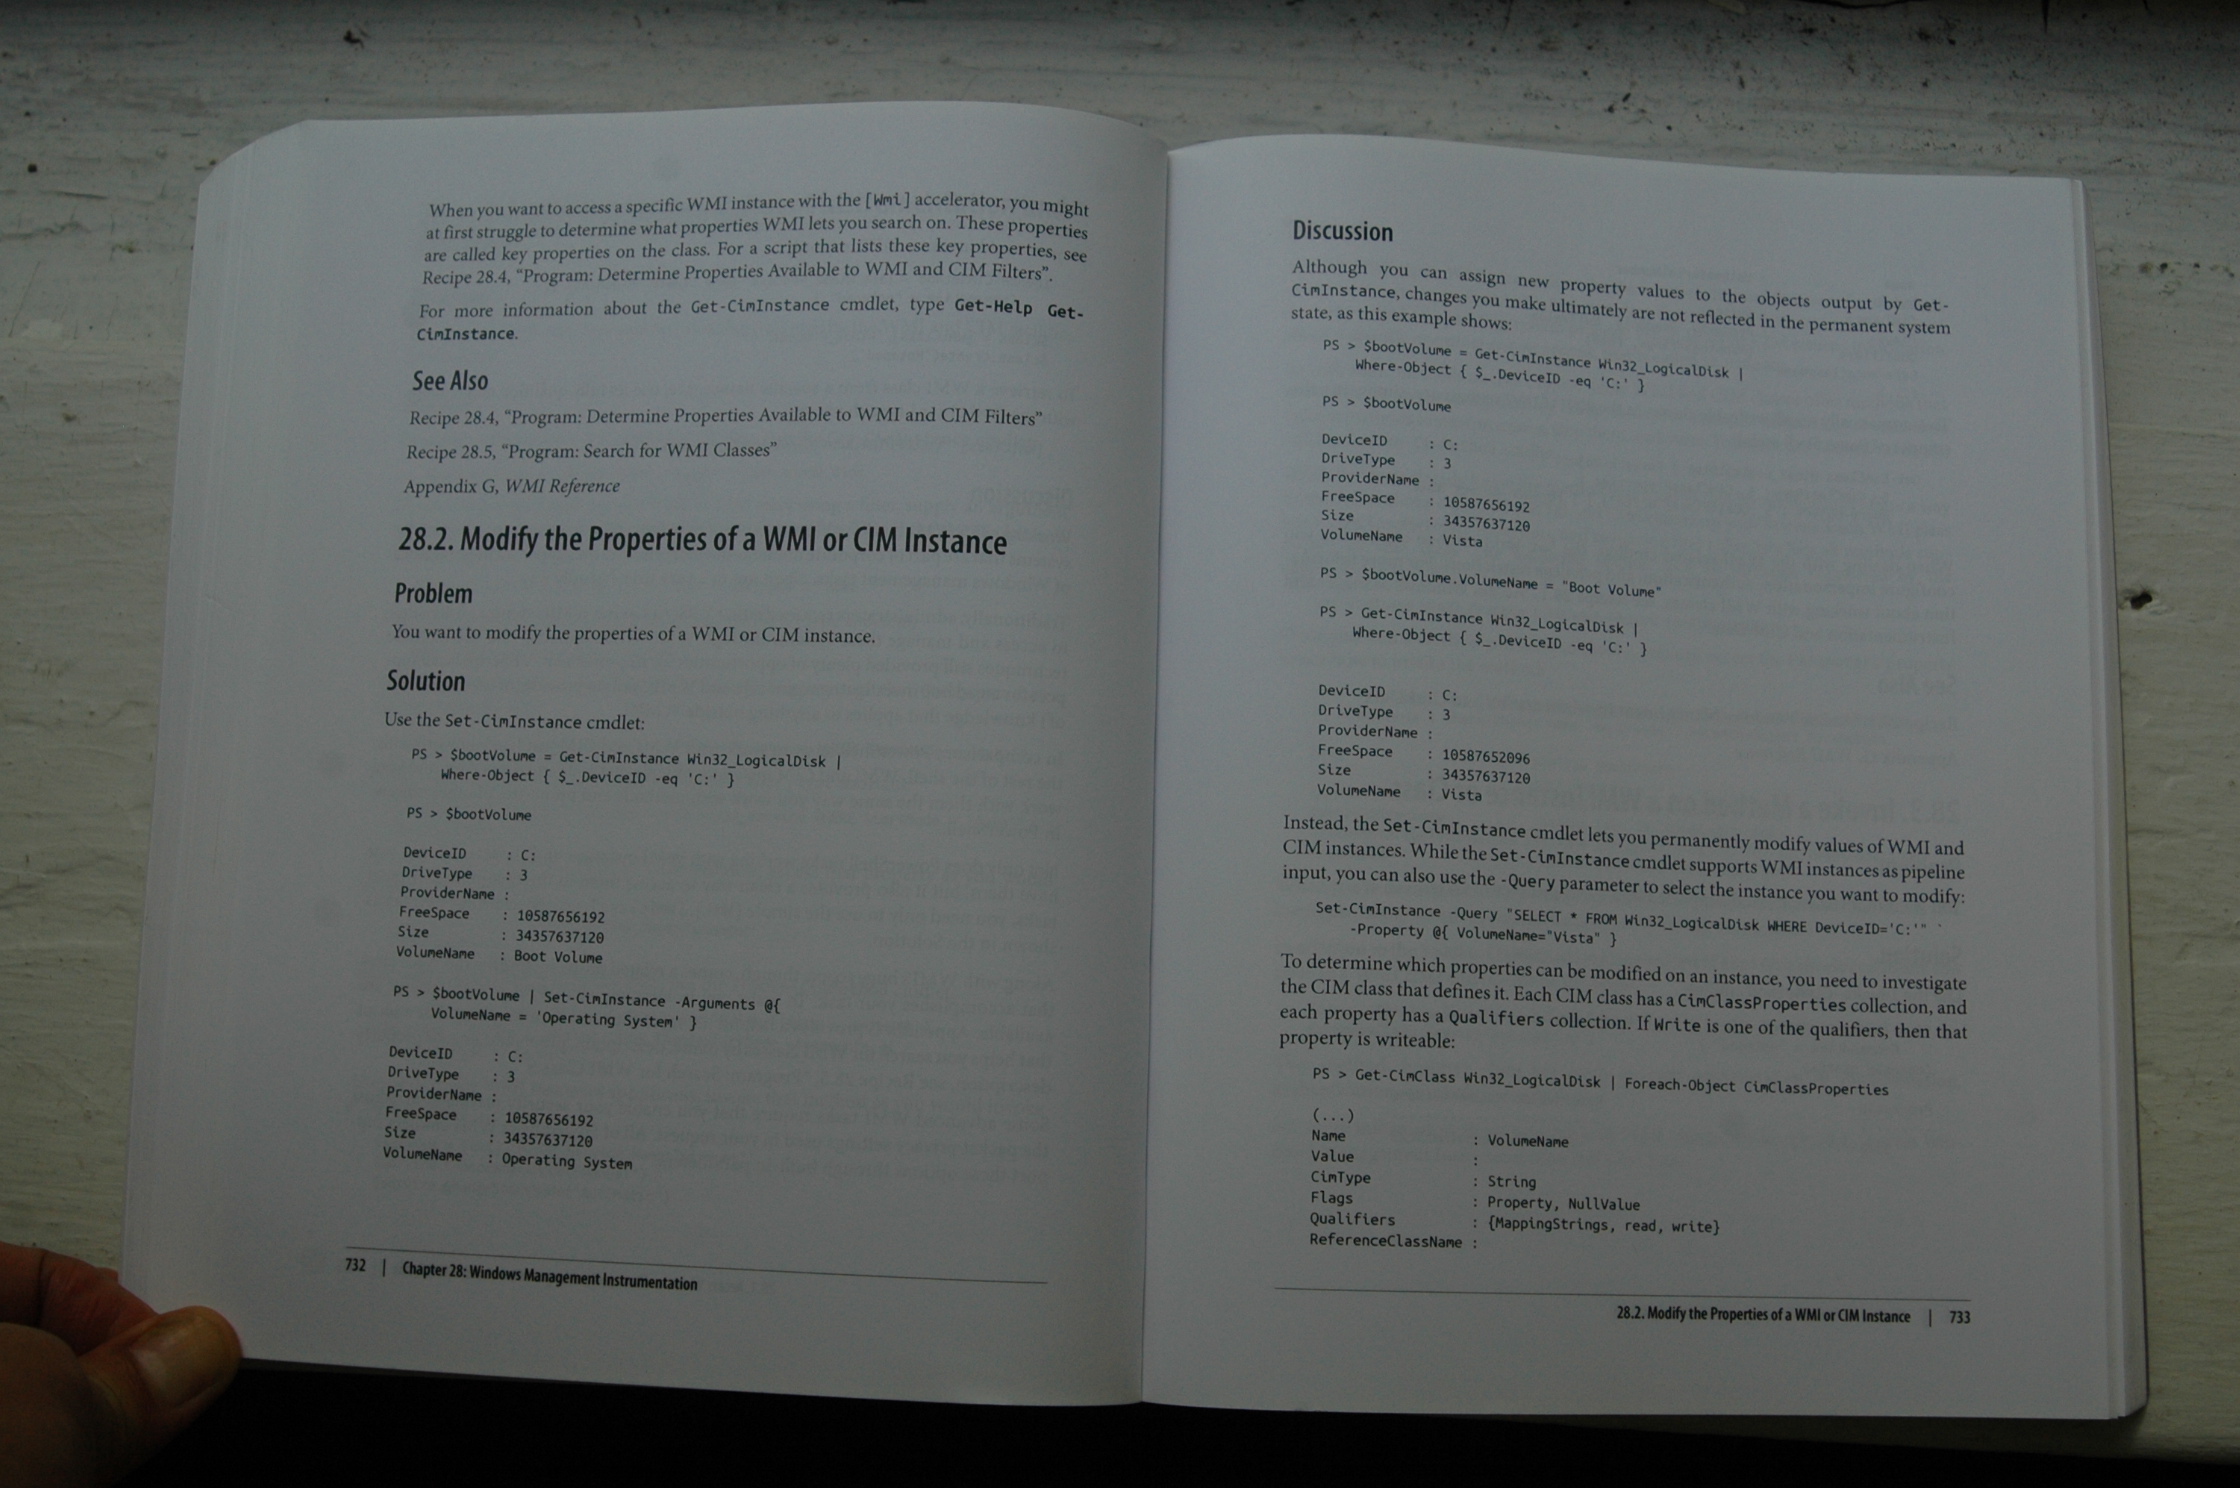 When you want to access a specific WMI instance with the [Wmi] accelerator, you might
at first struggle to determine what properties WMI lets you search on. These properties
are called key properties on the class. For a script that lists these key properties, see
Recipe 28.4, “Program: Determine Properties Available to WMI and CIM Filters”.
For more information about the Get-CimInstance cmdlet, type Get-Help Get-
CimInstance.
See Also
Recipe 28.4, “Program: Determine Properties Available to WMI and CIM Filters”
Recipe 28.5, “Program: Search for WMI Classes”
Appendix G, WMI Reference
28.2. Modify the Properties of a WMI or CIM Instance
Problem
You want to modify the properties of a WMI or CIM instance.
Solution
Use the Set-CimInstance cmdlet:
PS > $bootVolume = Get-CimInstance Win32_LogicalDisk |
Where-Object { $_.DeviceID -eq 'C:' }
PS > $bootVolume
DeviceID : C:
DriveType : 3
ProviderName :
FreeSpace : 10587656192
Size : 34357637120
VolumeName : Boot Volume
PS > $bootVolume | Set-CimInstance -Arguments @{
VolumeName = 'Operating System' }
DeviceID : C:
DriveType : 3
ProviderName :
FreeSpace : 10587656192
Size : 34357637120
VolumeName : Operating System
732 | Chapter 28: Windows Management Instrumentation
Discussion
Although you can assign new property values to the objects output by Get-
CimInstance, changes you make ultimately are not reflected in the permanent system
state, as this example shows:
PS > $bootVolume = Get-CimInstance Win32_LogicalDisk |
Where-Object { $_.DeviceID -eq 'C:' }
PS > $bootVolume
DeviceID : C:
DriveType : 3
ProviderName :
FreeSpace : 10587656192
Size : 34357637120
VolumeName : Vista
PS > $bootVolume.VolumeName = "Boot Volume"
PS > Get-CimInstance Win32_LogicalDisk |
Where-Object { $_.DeviceID -eq 'C:' }
DeviceID : C:
DriveType : 3
ProviderName :
FreeSpace : 10587652096
Size : 34357637120
VolumeName : Vista
Instead, the Set-CimInstance cmdlet lets you permanently modify values of WMI and
CIM instances. While the Set-CimInstance cmdlet supports WMI instances as pipeline
input, you can also use the -Query parameter to select the instance you want to modify:
Set-CimInstance -Query "SELECT * FROM Win32_LogicalDisk WHERE DeviceID='C:'" `
-Property @{ VolumeName="Vista" }
To determine which properties can be modified on an instance, you need to investigate
the CIM class that defines it. Each CIM class has a CimClassProperties collection, and
each property has a Qualifiers collection. If Write is one of the qualifiers, then that
property is writeable:
PS > Get-CimClass Win32_LogicalDisk | Foreach-Object CimClassProperties
(...)
Name : VolumeName
Value :
CimType : String
Flags : Property, NullValue
Qualifiers : {MappingStrings, read, write}
ReferenceClassName :
28.2. Modify the Properties of a WMI or CIM Instance | 733